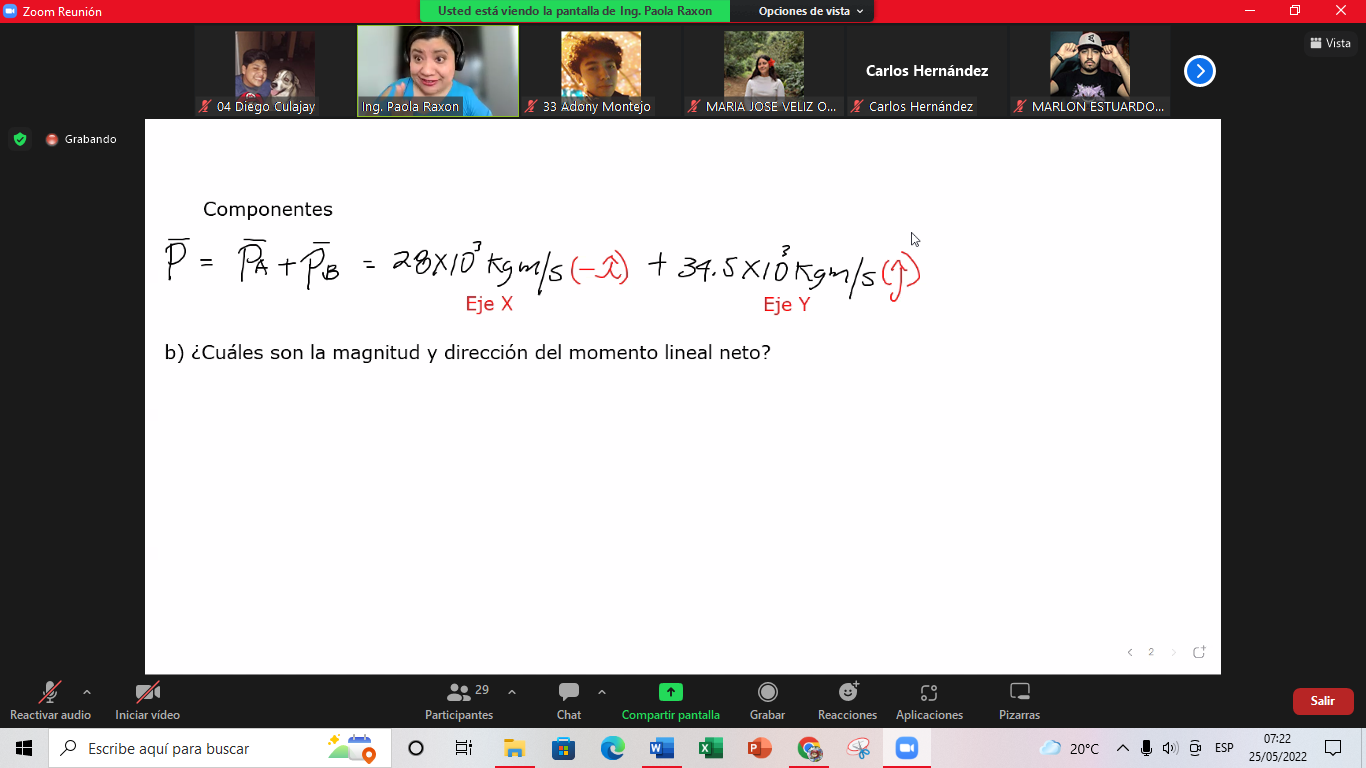 Zoom Reunión
Usted está viendo la pantalla de Ing. Paola Raxon
Opciones de vista
Vista
Carlos Hernández
04 Diego Culajay
Ing. Paola Raxon
33 Adony Montejo
MARIA JOSE VELIZ O...
Carlos Hernández
MARLON ESTUARDO...
Grabando
Componentes
P̅ = p̅A + p̅B = 28X10³ Kgm/s (-î) + 34.5X10³ Kgm/s (ĵ)
Eje X Eje Y
b) ¿Cuáles son la magnitud y dirección del momento lineal neto?
2
Reactivar audio
Iniciar vídeo
Participantes
29
Chat
Compartir pantalla
Grabar
Reacciones
Aplicaciones
Pizarras
Salir
Escribe aquí para buscar
20°C
ESP
07:22
25/05/2022